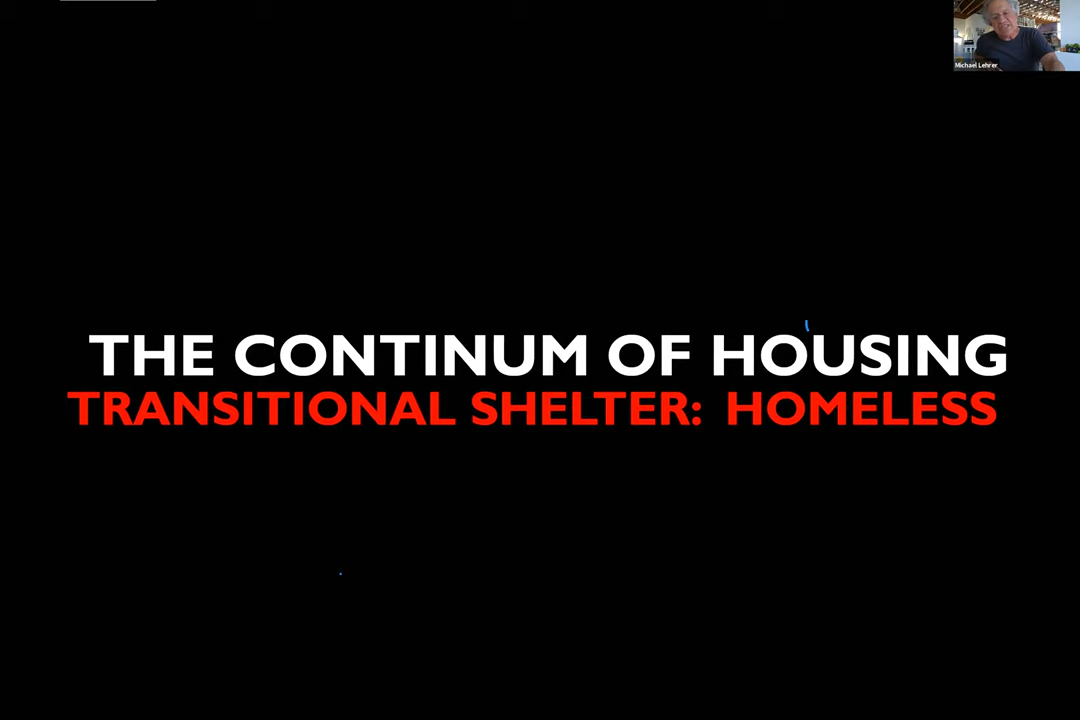 Michael Lehrer
THE CONTINUM OF HOUSING
TRANSITIONAL SHELTER: HOMELESS